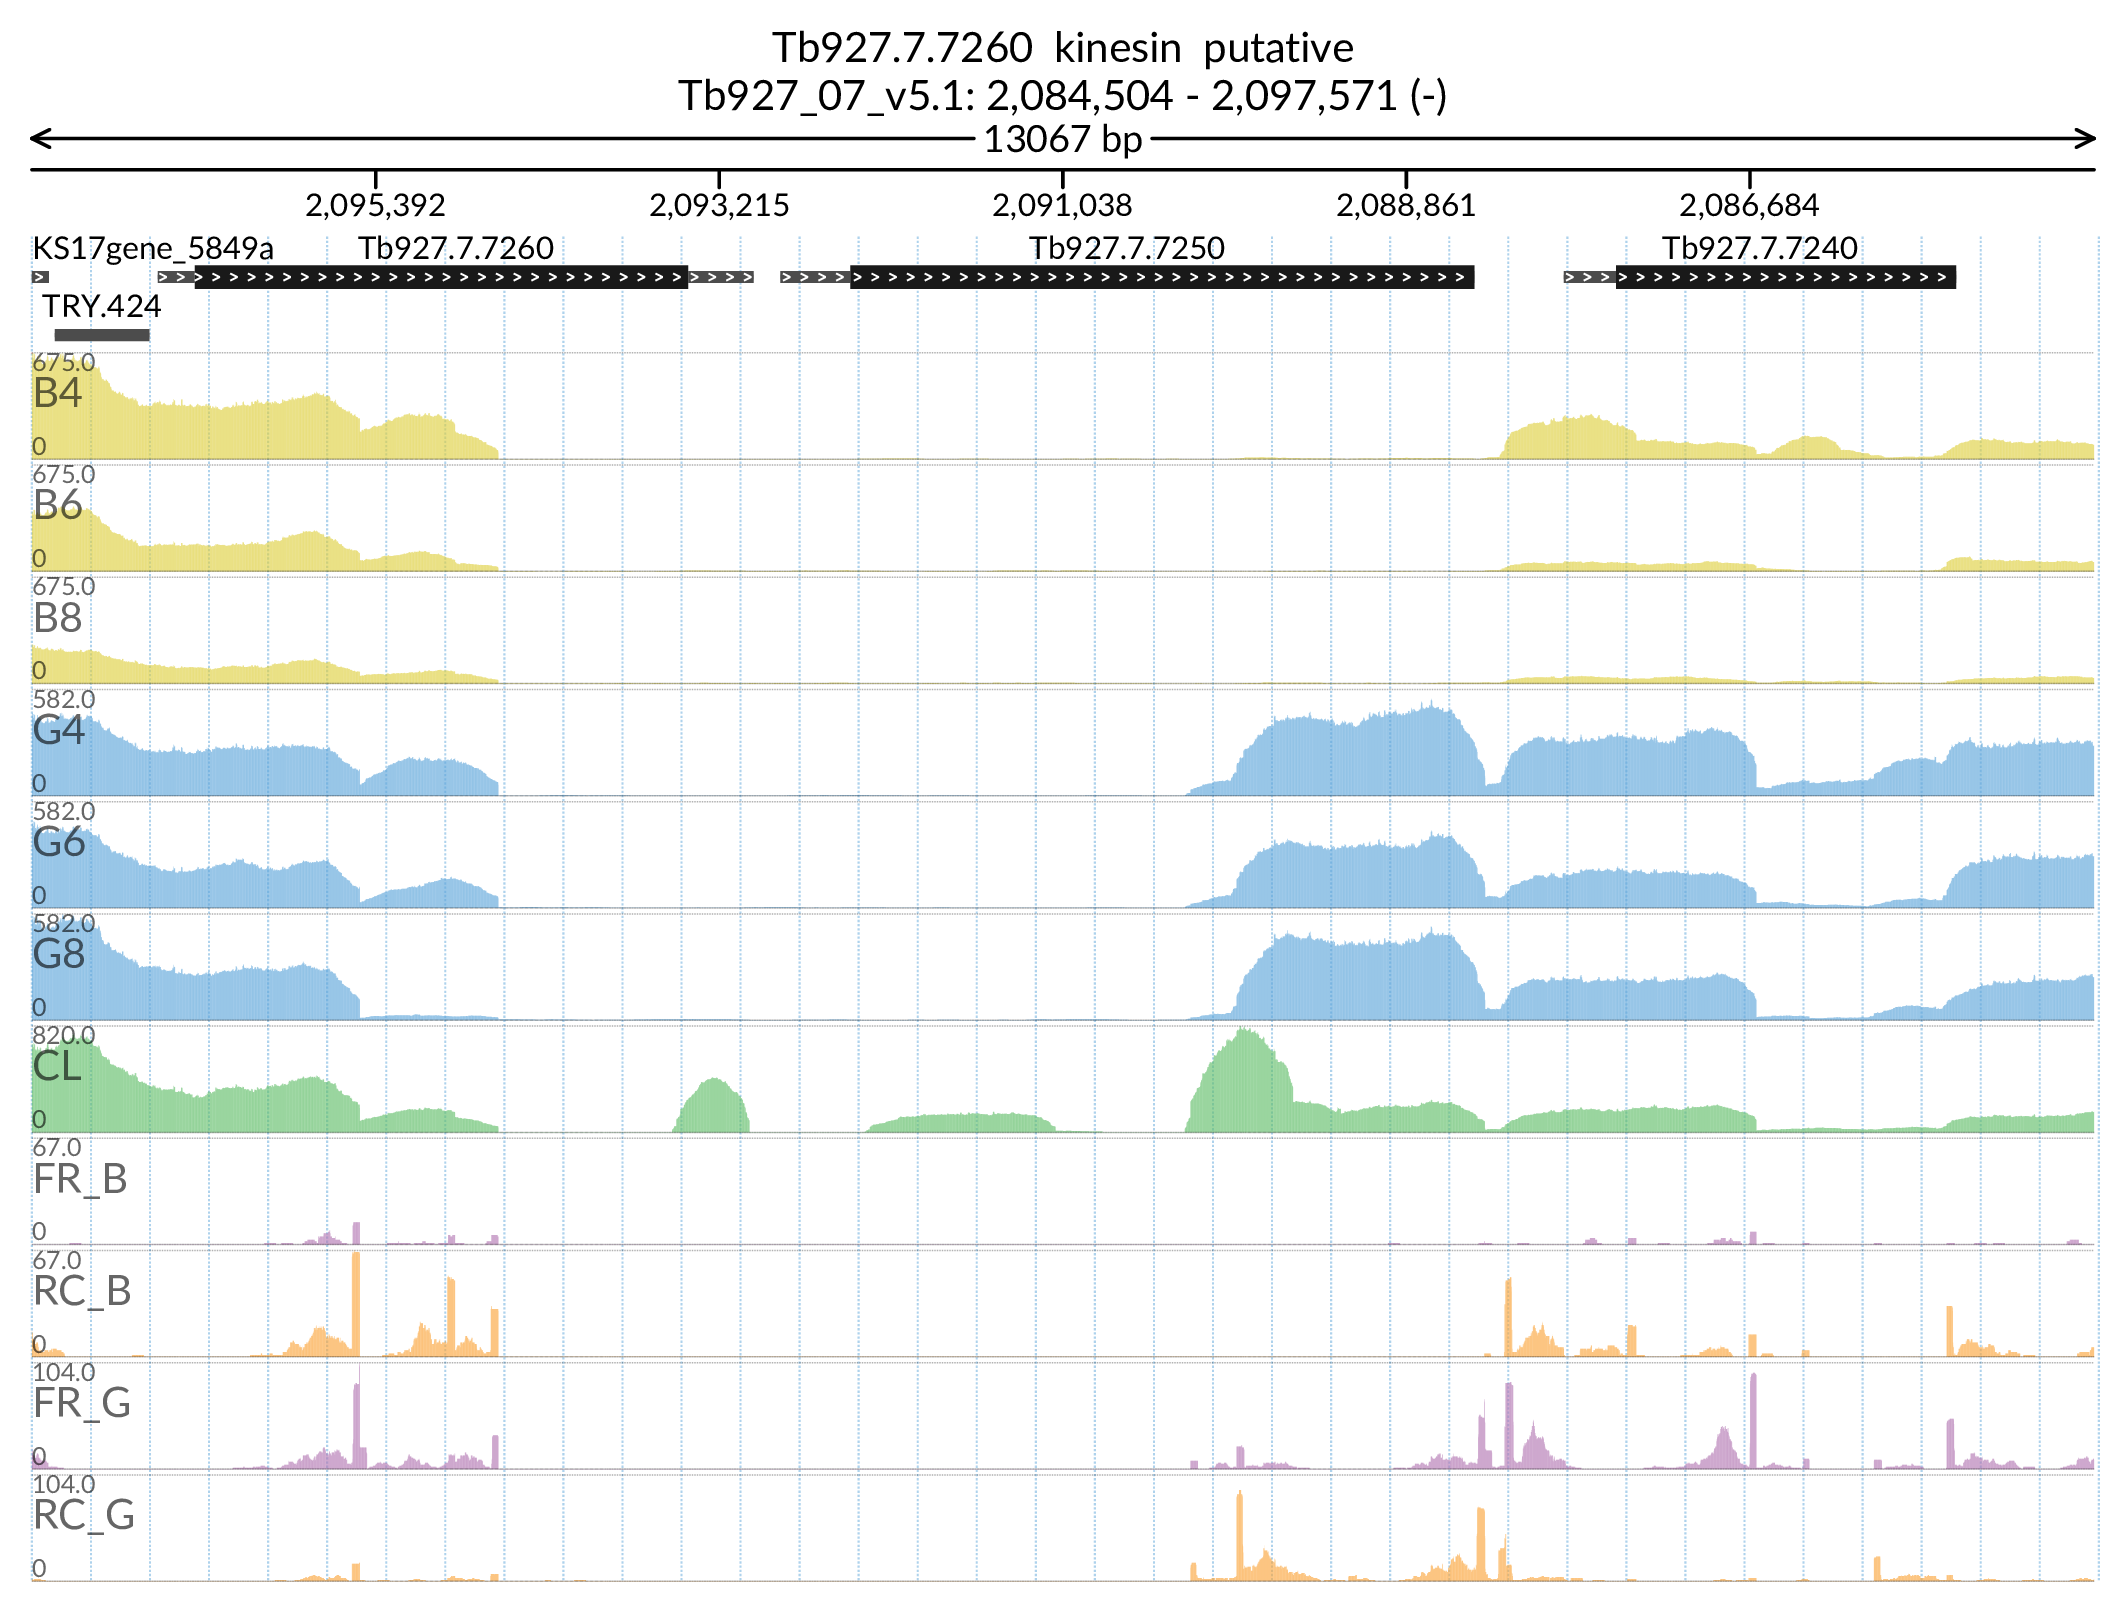 Tb927.7.7260 kinesin putative
Tb927_07_v5.1: 2,084,504 - 2,097,571 (-)
13067 bp
2,095,392 2,093,215 2,091,038 2,088,861 2,086,684
KS17gene_5849a Tb927.7.7260 Tb927.7.7250 Tb927.7.7240
TRY.424
675.0
B4
0
675.0
B6
0
675.0
B8
0
582.0
G4
0
582.0
G6
0
582.0
G8
0
820.0
CL
0
67.0
FR_B
0
67.0
RC_B
0
104.0
FR_G
0
104.0
RC_G
0